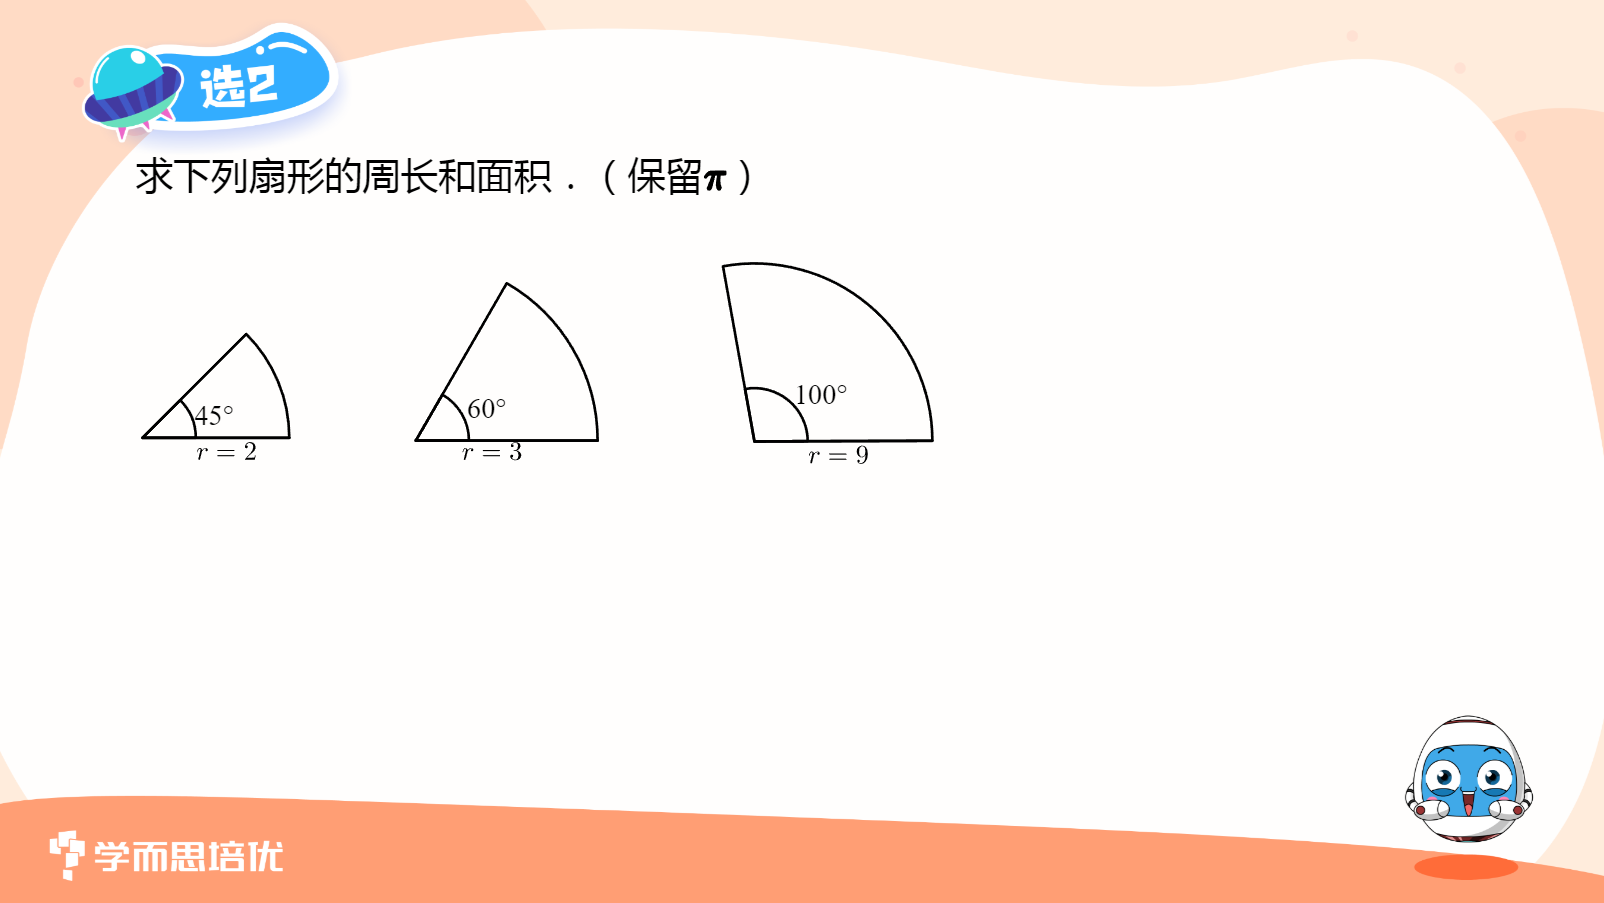 选2
求下列扇形的周长和面积．（保留π）
45°
r = 2
60°
r = 3
100°
r = 9
学而思培优